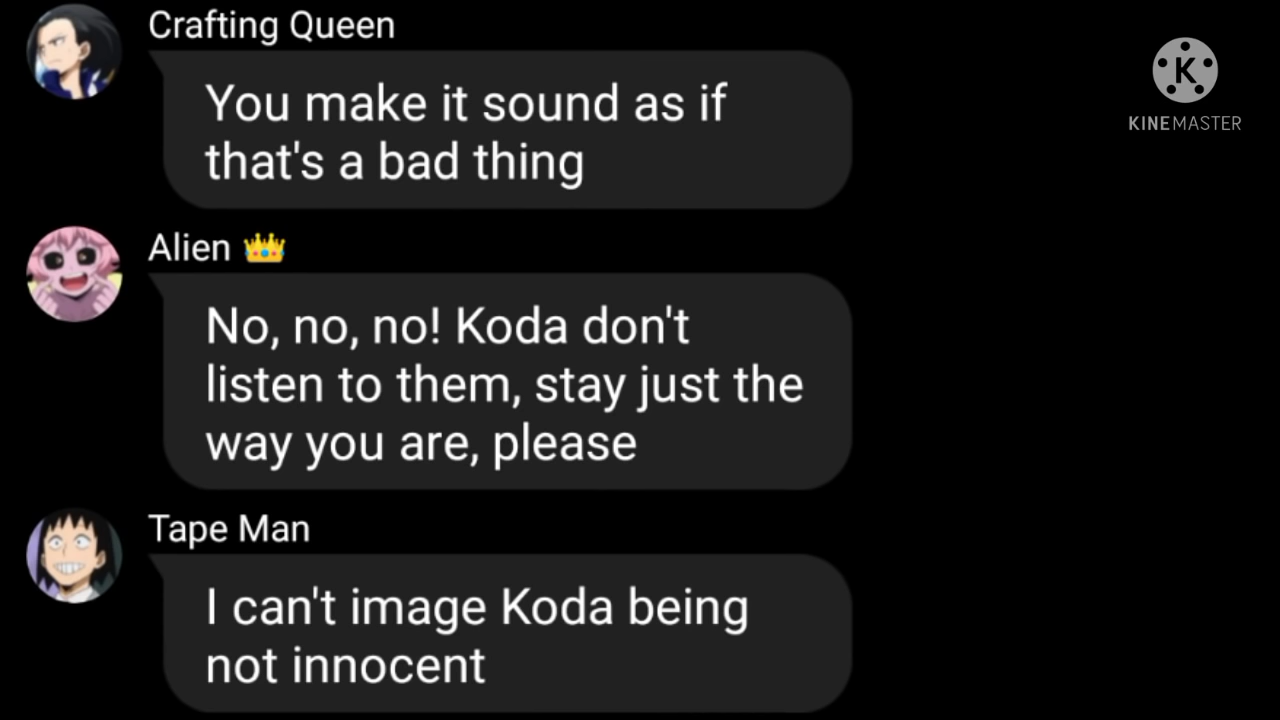 Crafting Queen
You make it sound as if
that's a bad thing
Alien 👑
No, no, no! Koda don't
listen to them, stay just the
way you are, please
Tape Man
I can't image Koda being
not innocent
K
KINEMASTER